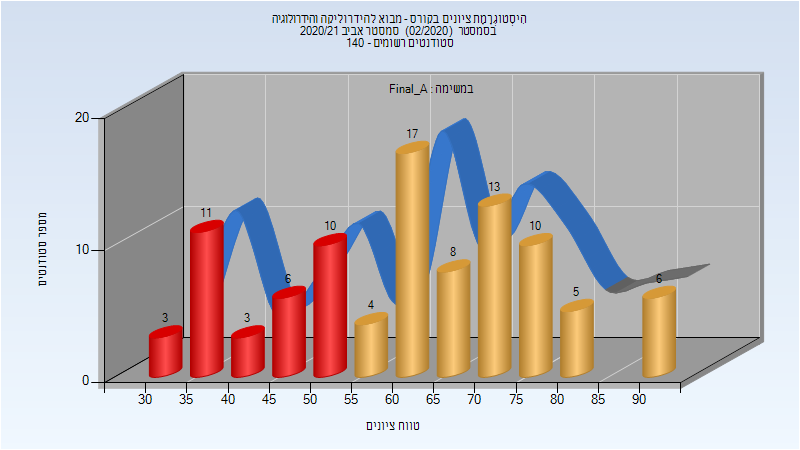 היסטוגרמת ציונים בקורס - מבוא להידרוליקה והידרולוגיה
בסמסטר (02/2020) סמסטר אביב 2020/21
סטודנטים רשומים - 140
במשימה : Final_A
מספר סטודנטים
20
10
0
3
11
3
6
10
4
17
8
13
10
5
6
30 35 40 45 50 55 60 65 70 75 80 85 90
טווח ציונים